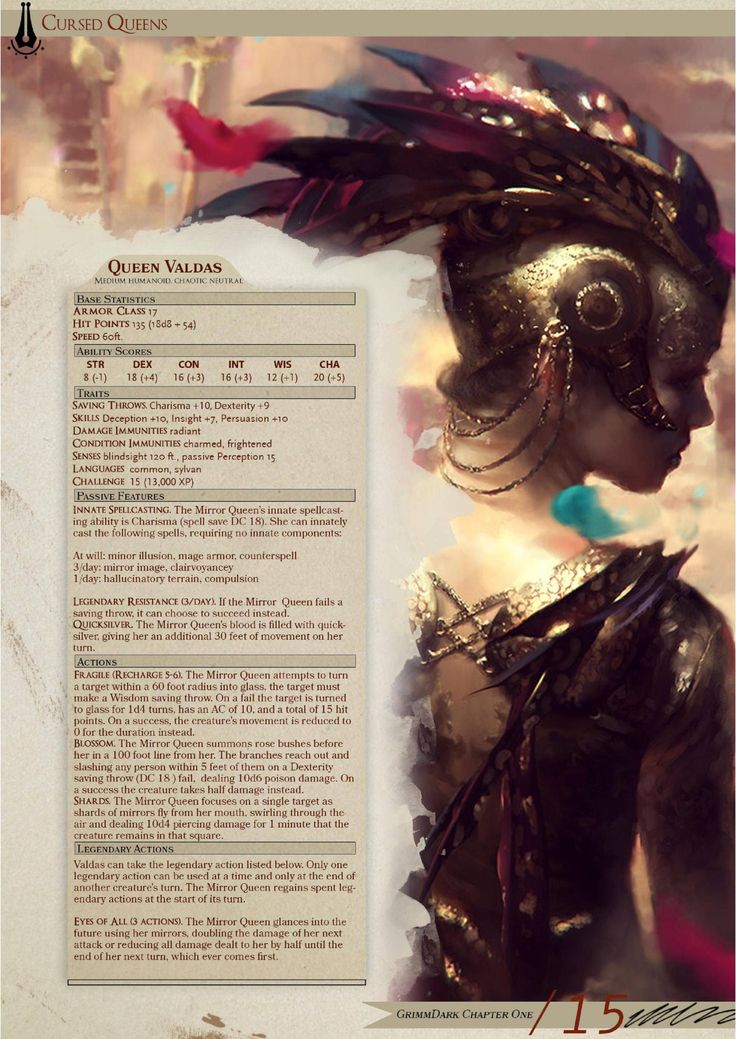 Cursed Queens
Queen Valdas
Medium humanoid, chaotic neutral
Base Statistics
Armor Class 17
Hit Points 135 (18d8 + 54)
Speed 60ft.
Ability Scores
STR DEX CON INT WIS CHA
8 (-1) 18 (+4) 16 (+3) 16 (+3) 12 (+1) 20 (+5)
Traits
Saving Throws. Charisma +10, Dexterity +9
Skills Deception +10, Insight +7, Persuasion +10
Damage Immunities radiant
Condition Immunities charmed, frightened
Senses blindsight 120 ft., passive Perception 15
Languages common, sylvan
Challenge 15 (13,000 XP)
Passive Features
Innate Spellcasting. The Mirror Queen's innate spellcast-
ing ability is Charisma (spell save DC 18). She can innately
cast the following spells, requiring no innate components:
At will: minor illusion, mage armor, counterspell
3/day: mirror image, clairvoyancey
1/day: hallucinatory terrain, compulsion
Legendary Resistance (3/day). If the Mirror Queen fails a
saving throw, it can choose to succeed instead.
Quicksilver. The Mirror Queen's blood is filled with quick-
silver, giving her an additional 30 feet of movement on her
turn.
Actions
Fragile (Recharge 5-6). The Mirror Queen attempts to turn
a target within a 60 foot radius into glass, the target must
make a Wisdom saving throw. On a fail the target is turned
to glass for 1d4 turns, has an AC of 10, and a total of 15 hit
points. On a success, the creature's movement is reduced to
0 for the duration instead.
Blossom. The Mirror Queen summons rose bushes before
her in a 100 foot line from her. The branches reach out and
slashing any person within 5 feet of them on a Dexterity
saving throw (DC 18 ) fail, dealing 10d6 poison damage. On
a success the creature takes half damage instead.
Shards. The Mirror Queen focuses on a single target as
shards of mirrors fly from her mouth, swirling through the
air and dealing 10d4 piercing damage for 1 minute that the
creature remains in that square.
Legendary Actions
Valdas can take the legendary action listed below. Only one
legendary action can be used at a time and only at the end of
another creature's turn. The Mirror Queen regains spent leg-
endary actions at the start of its turn.
Eyes of All (3 actions). The Mirror Queen glances into the
future using her mirrors, doubling the damage of her next
attack or reducing all damage dealt to her by half until the
end of her next turn, which ever comes first.
GrimmDark Chapter One /15